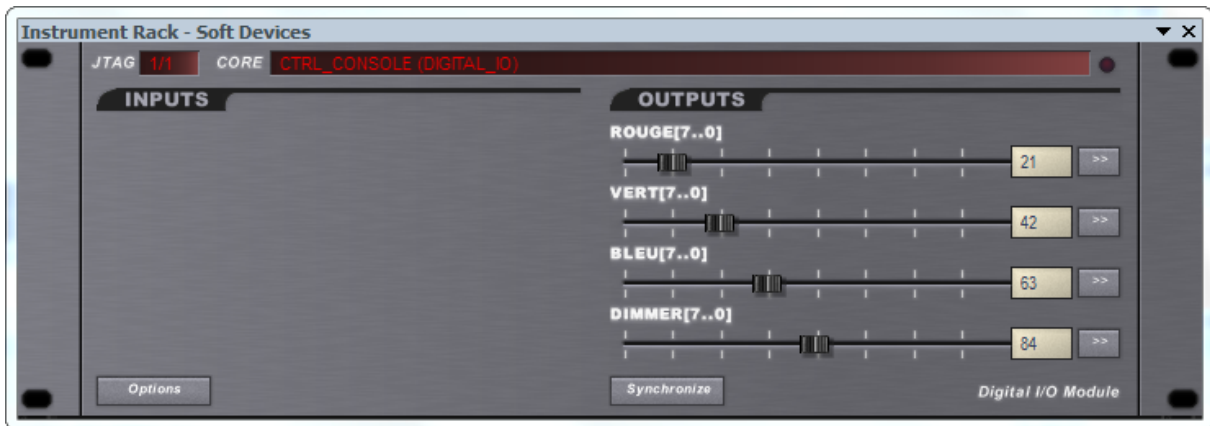 Instrument Rack - Soft Devices
JTAG 1/1 CORE CTRL_CONSOLE (DIGITAL_IO)
INPUTS
OUTPUTS
ROUGE[7..0]
21 >>
VERT[7..0]
42 >>
BLEU[7..0]
63 >>
DIMMER[7..0]
84 >>
Options
Synchronize
Digital I/O Module